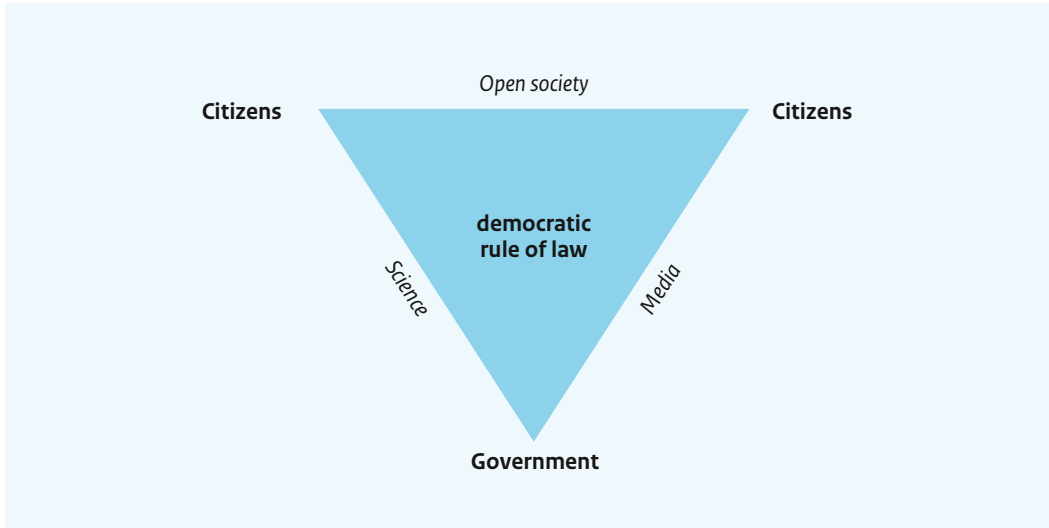 Open society
Citizens
Citizens
democratic
rule of law
Science
Media
Government